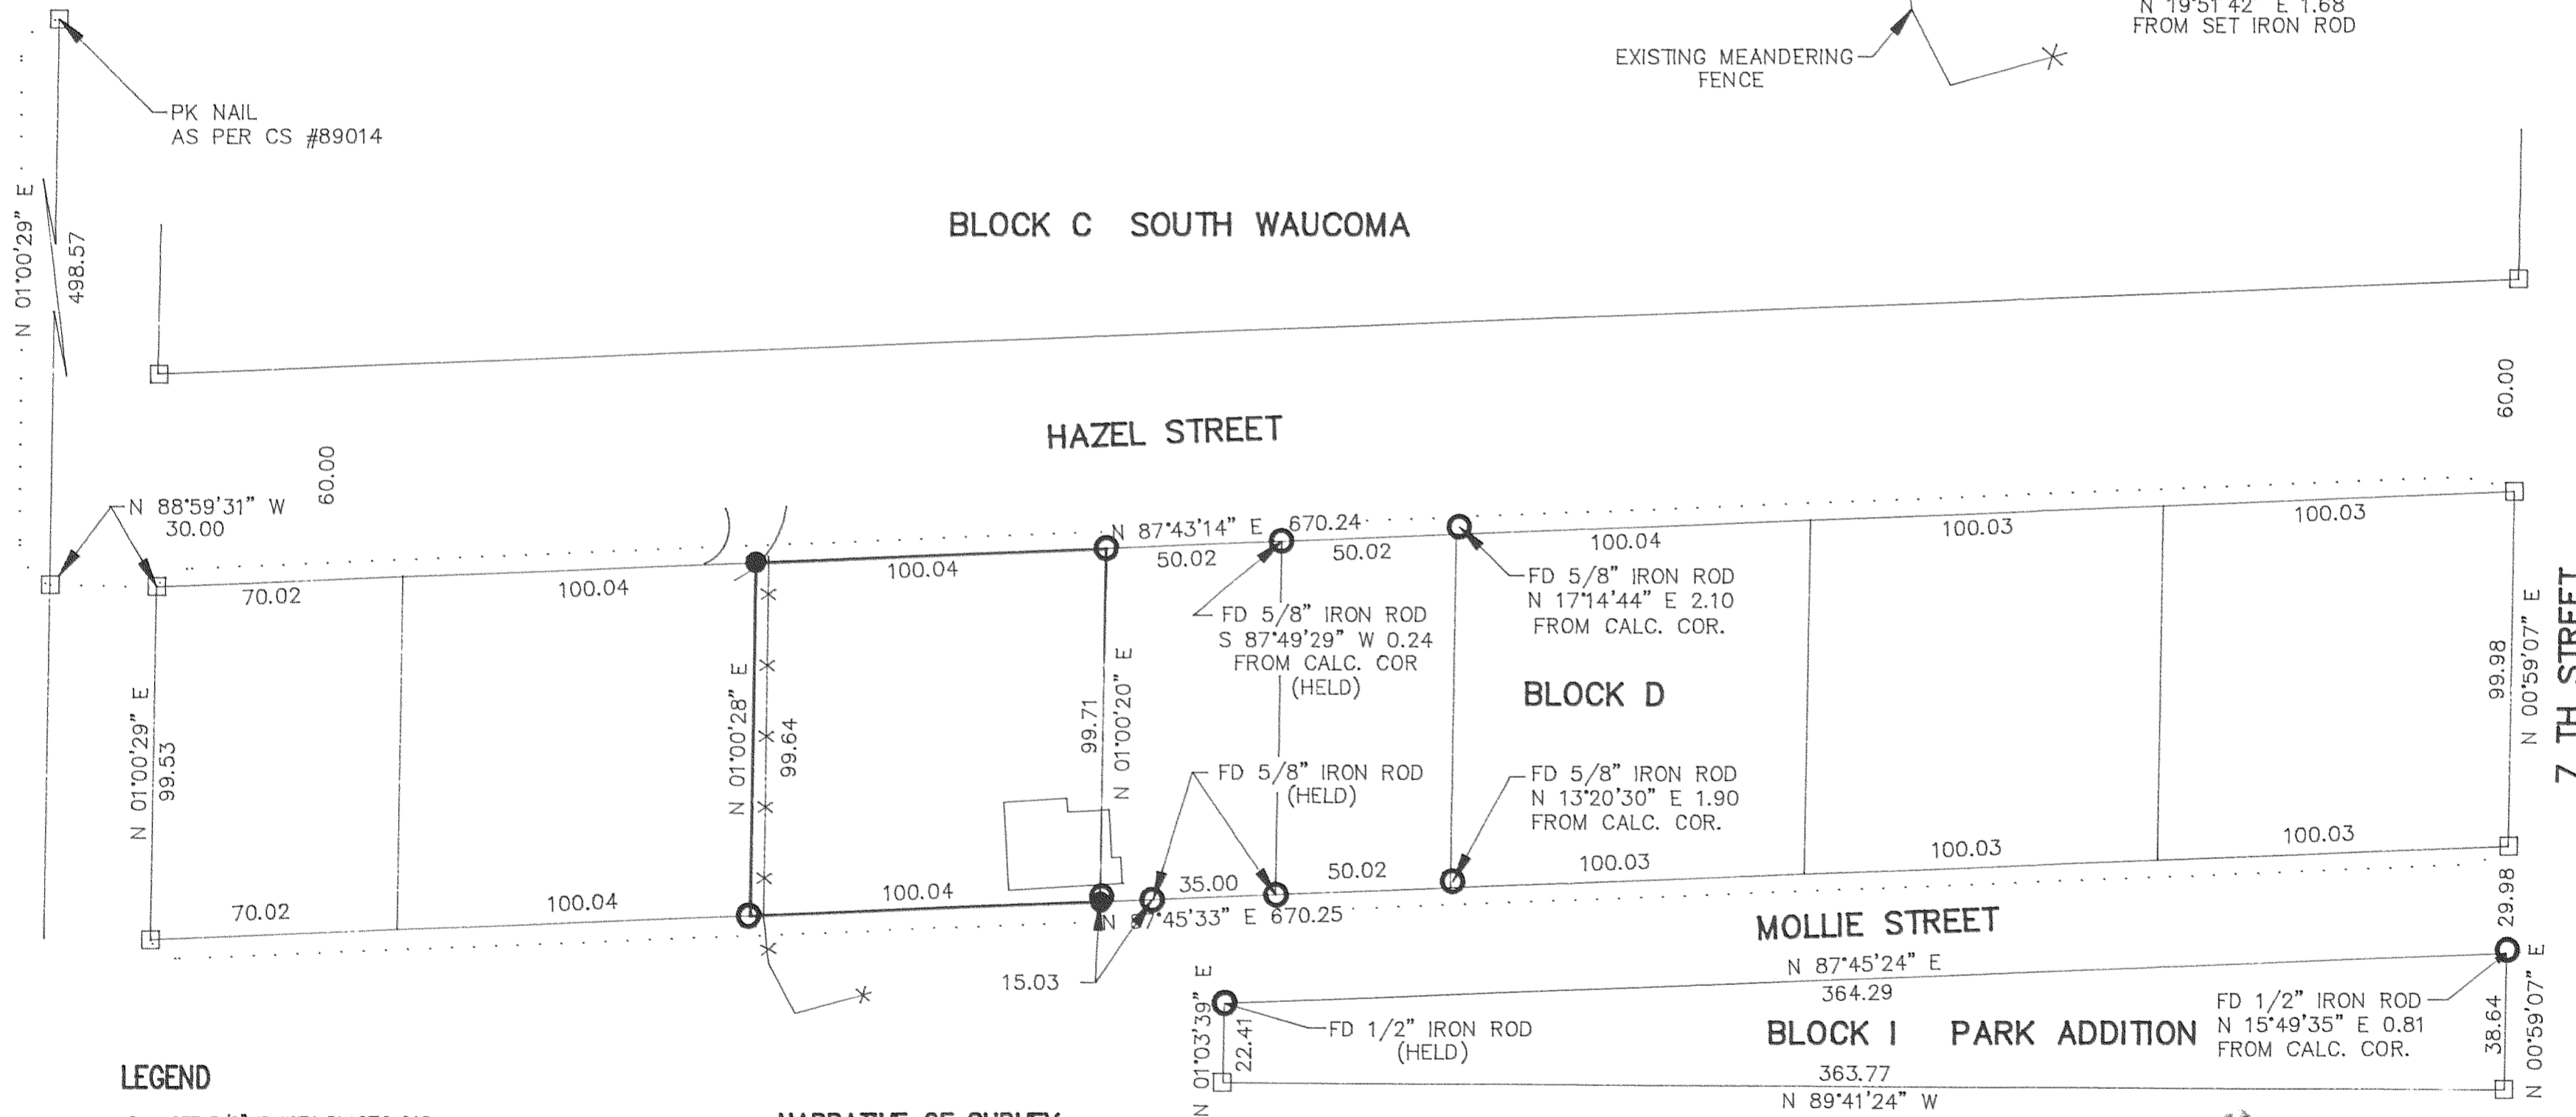 N 19°51'42" E 1.68
FROM SET IRON ROD
EXISTING MEANDERING
FENCE
PK NAIL
AS PER CS #89014
N 01°00'29" E
498.57
BLOCK C SOUTH WAUCOMA
60.00
HAZEL STREET
60.00
N 88°59'31" W
30.00
N 87°43'14" E 670.24
70.02
100.04
100.04
50.02
50.02
100.04
100.03
100.03
FD 5/8" IRON ROD
S 87°49'29" W 0.24
FROM CALC. COR
(HELD)
FD 5/8" IRON ROD
N 17°14'44" E 2.10
FROM CALC. COR.
BLOCK D
N 01°00'29" E
99.53
N 01°00'28" E
99.64
99.71
N 01°00'20" E
99.98
N 00°59'07" E
7 TH STREET
FD 5/8" IRON ROD
(HELD)
FD 5/8" IRON ROD
N 13°20'30" E 1.90
FROM CALC. COR.
70.02
100.04
100.04
35.00
50.02
100.03
100.03
100.03
N 87°45'33" E 670.25
15.03
MOLLIE STREET
29.98
N 87°45'24" E
364.29
N 01°03'39" E
22.41
FD 1/2" IRON ROD
(HELD)
BLOCK I PARK ADDITION
FD 1/2" IRON ROD
N 15°49'35" E 0.81
FROM CALC. COR.
38.64
N 00°59'07" E
363.77
N 89°41'24" W
LEGEND
NARRATIVE OF SURVEY